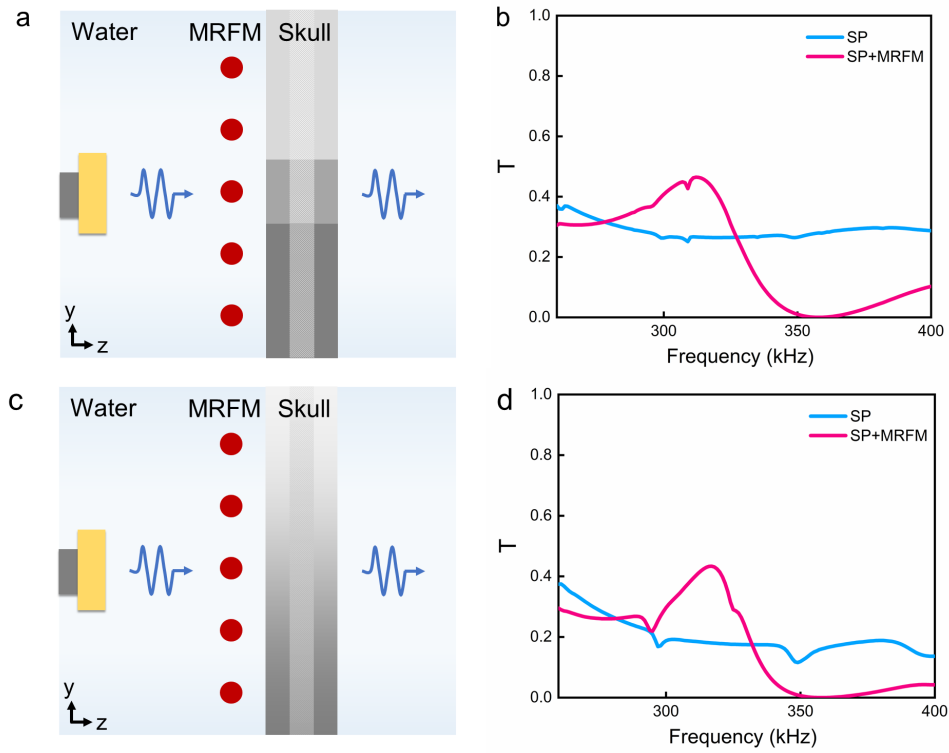 a
Water
MRFM
Skull
y
z
b
1.0
0.8
0.6
0.4
0.2
0.0
T
SP
SP+MRFM
300
350
400
Frequency (kHz)
c
Water
MRFM
Skull
y
z
d
1.0
0.8
0.6
0.4
0.2
0.0
T
SP
SP+MRFM
300
350
400
Frequency (kHz)